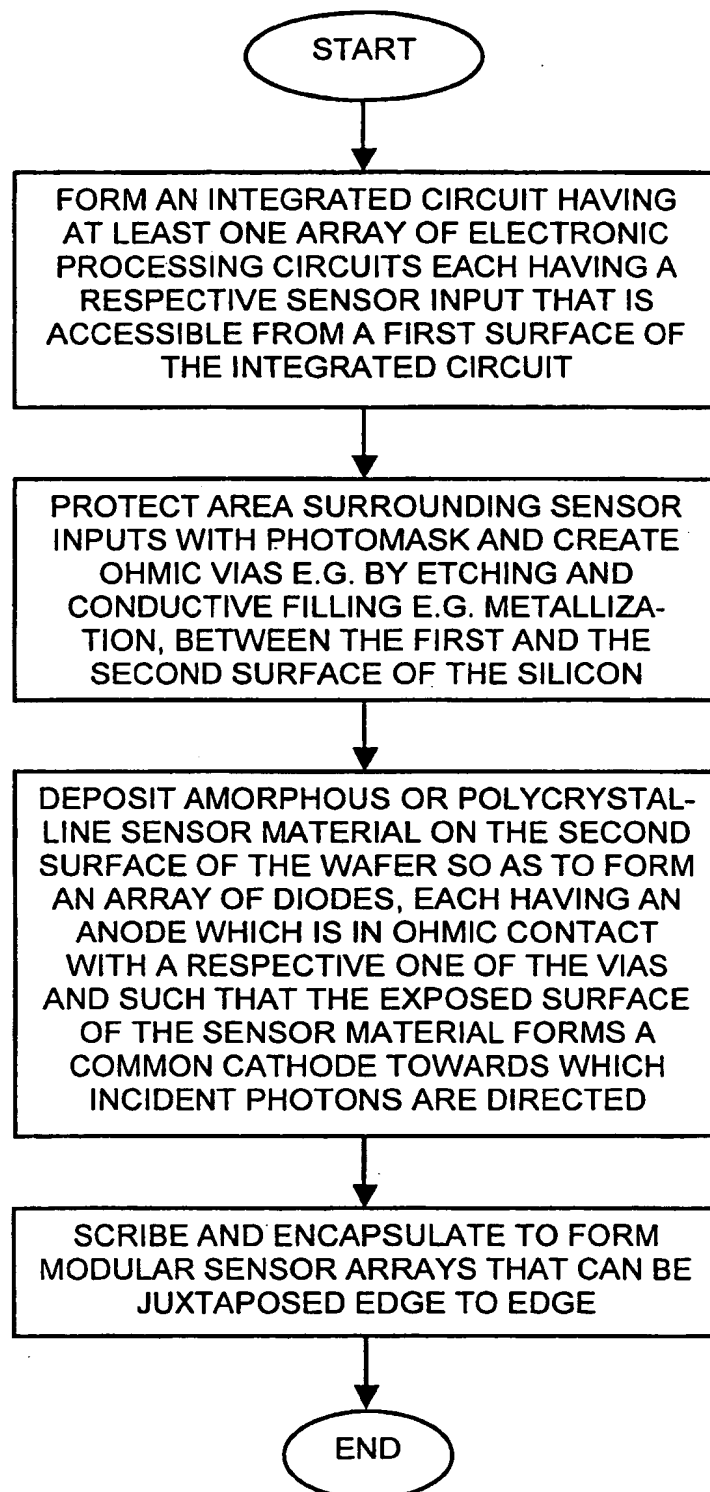 START
FORM AN INTEGRATED CIRCUIT HAVING
AT LEAST ONE ARRAY OF ELECTRONIC
PROCESSING CIRCUITS EACH HAVING A
RESPECTIVE SENSOR INPUT THAT IS
ACCESSIBLE FROM A FIRST SURFACE OF
THE INTEGRATED CIRCUIT
PROTECT AREA SURROUNDING SENSOR
INPUTS WITH PHOTOMASK AND CREATE
OHMIC VIAS E.G. BY ETCHING AND
CONDUCTIVE FILLING E.G. METALLIZA-
TION, BETWEEN THE FIRST AND THE
SECOND SURFACE OF THE SILICON
DEPOSIT AMORPHOUS OR POLYCRYSTAL-
LINE SENSOR MATERIAL ON THE SECOND
SURFACE OF THE WAFER SO AS TO FORM
AN ARRAY OF DIODES, EACH HAVING AN
ANODE WHICH IS IN OHMIC CONTACT
WITH A RESPECTIVE ONE OF THE VIAS
AND SUCH THAT THE EXPOSED SURFACE
OF THE SENSOR MATERIAL FORMS A
COMMON CATHODE TOWARDS WHICH
INCIDENT PHOTONS ARE DIRECTED
SCRIBE AND ENCAPSULATE TO FORM
MODULAR SENSOR ARRAYS THAT CAN BE
JUXTAPOSED EDGE TO EDGE
END